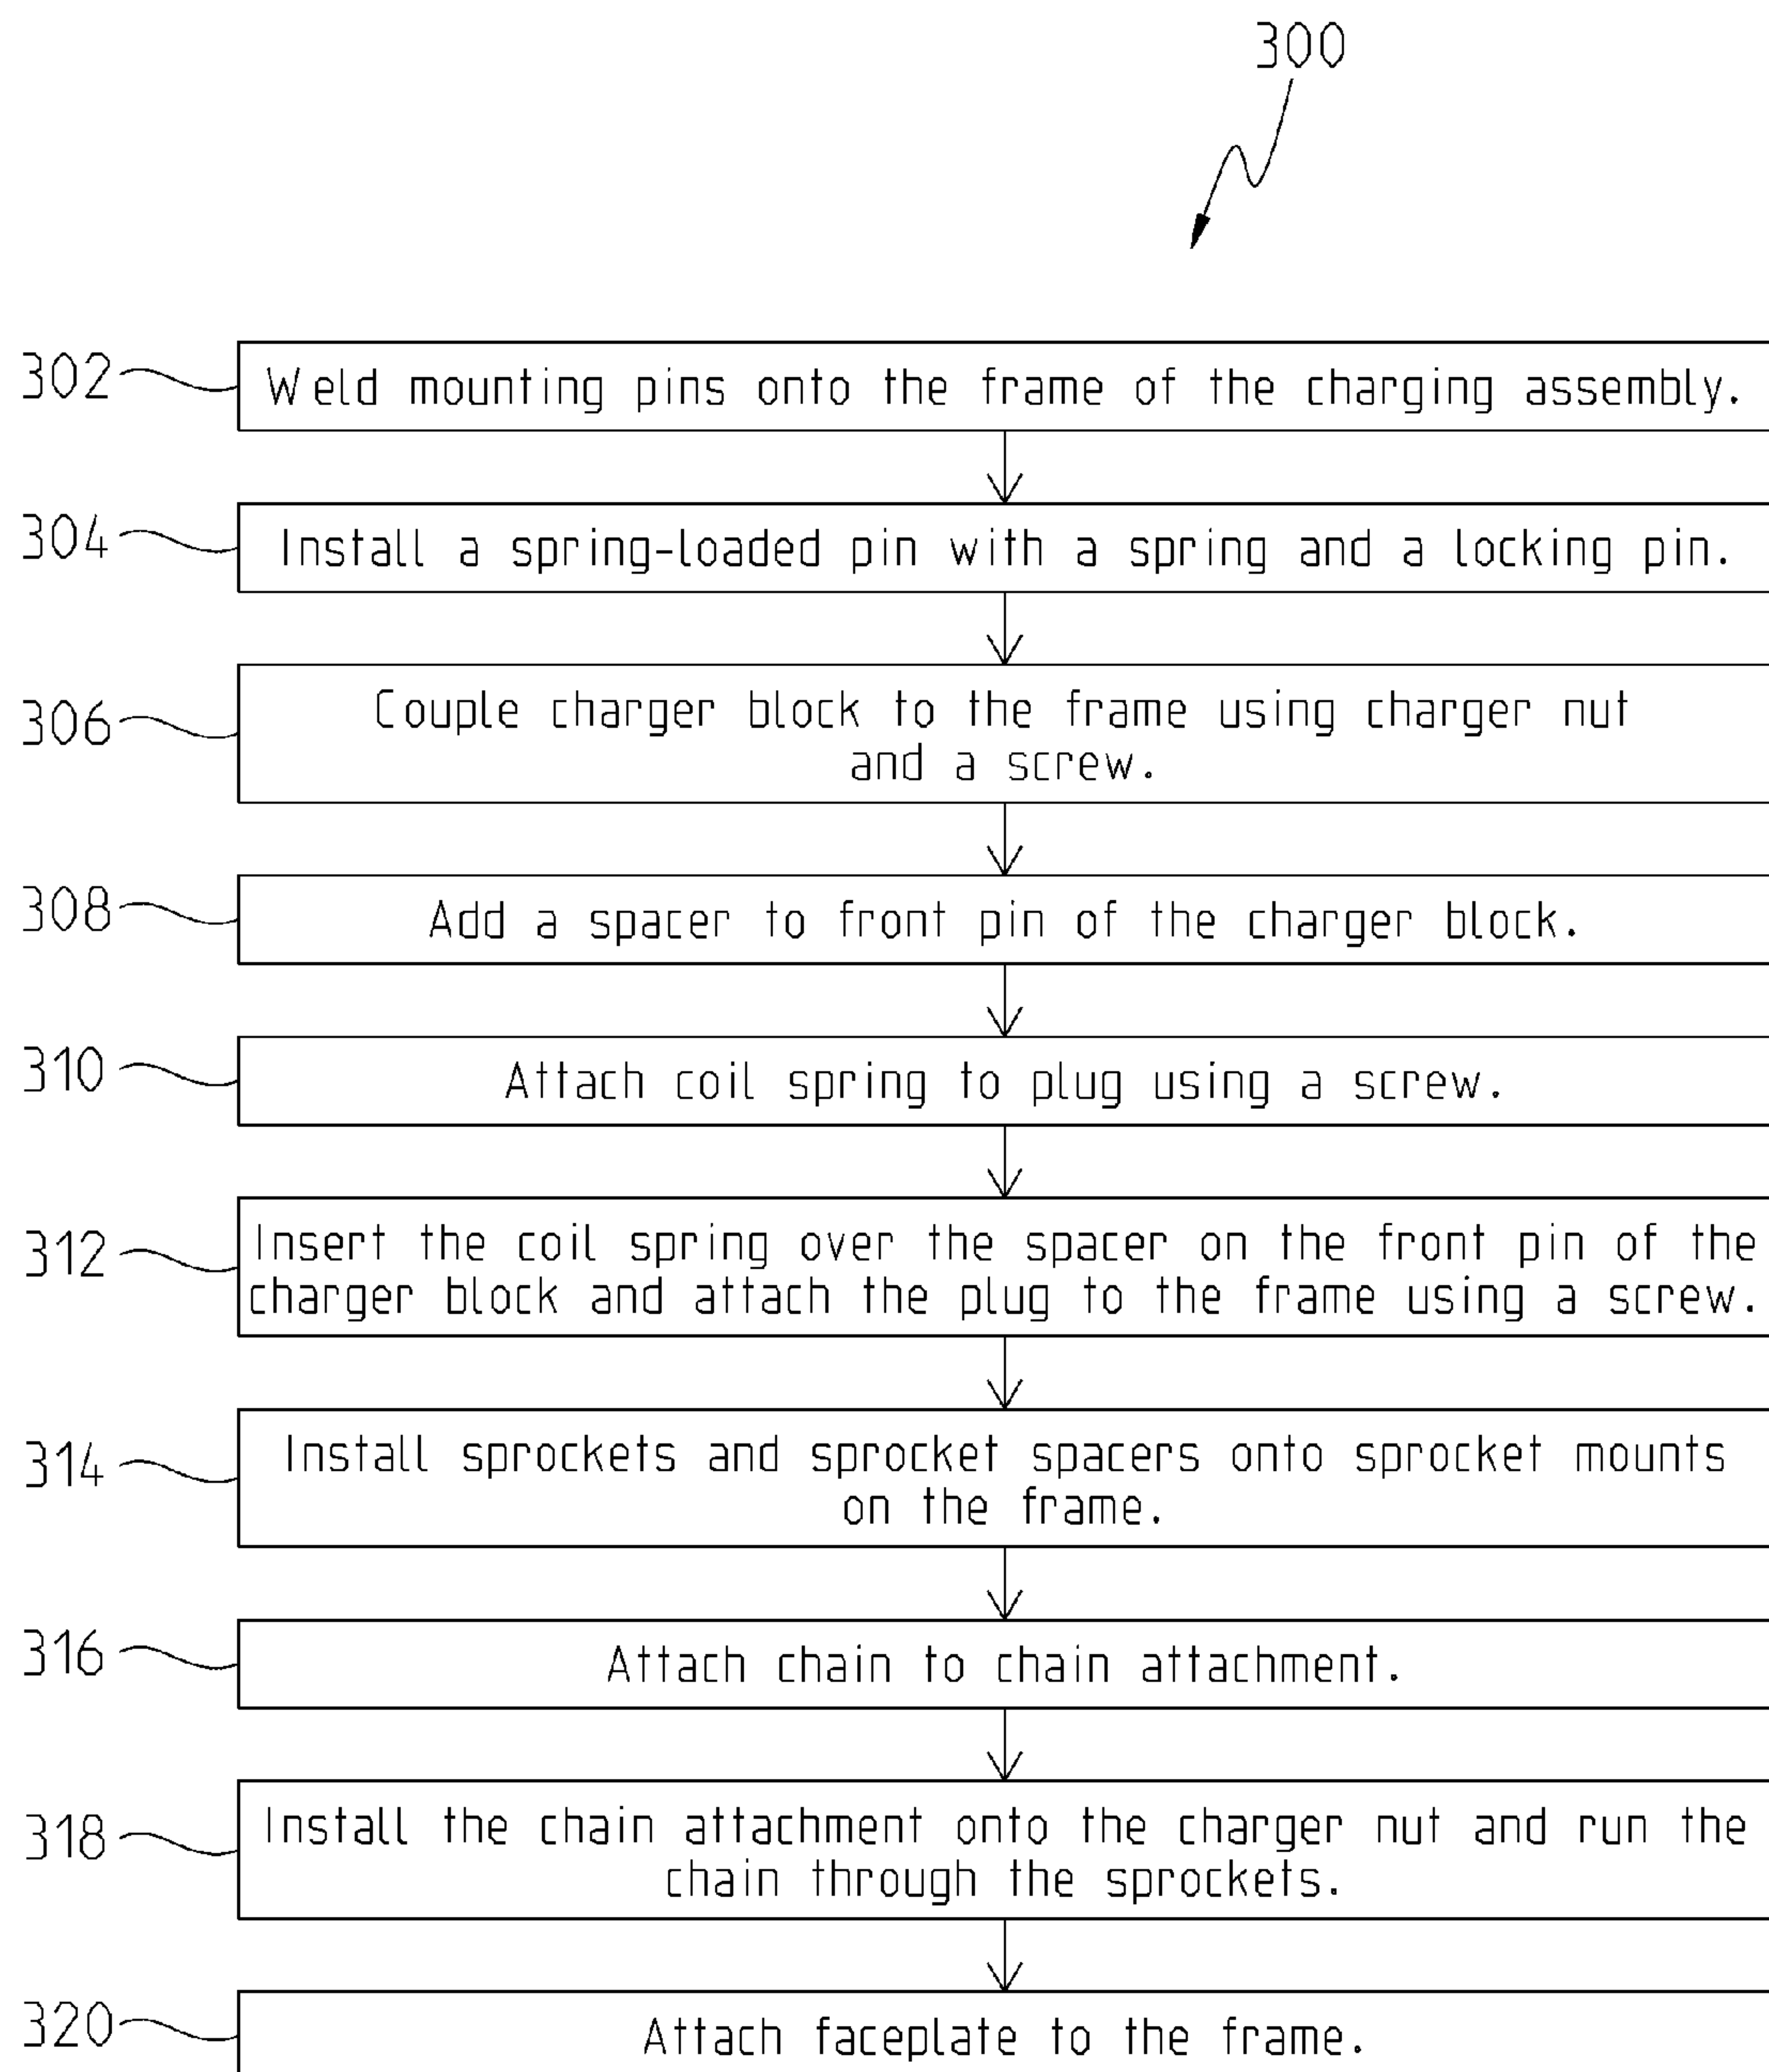 300
302
Weld mounting pins onto the frame of the charging assembly.
304
Install a spring-loaded pin with a spring and a locking pin.
306
Couple charger block to the frame using charger nut
and a screw.
308
Add a spacer to front pin of the charger block.
310
Attach coil spring to plug using a screw.
312
Insert the coil spring over the spacer on the front pin of the
charger block and attach the plug to the frame using a screw.
314
Install sprockets and sprocket spacers onto sprocket mounts
on the frame.
316
Attach chain to chain attachment.
318
Install the chain attachment onto the charger nut and run the
chain through the sprockets.
320
Attach faceplate to the frame.